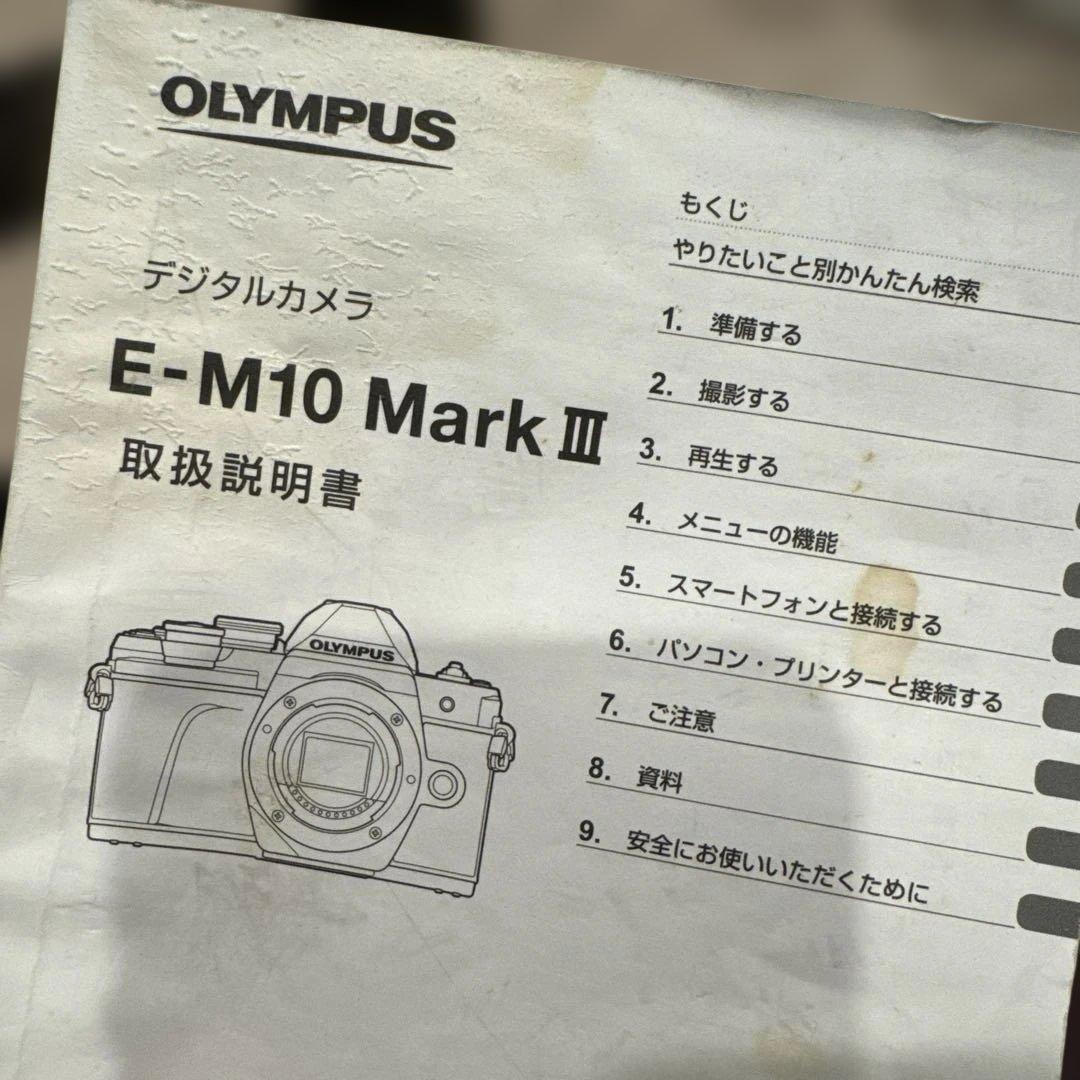 OLYMPUS
デジタルカメラ
E-M10 Mark Ⅲ
取扱説明書
OLYMPUS
もくじ
やりたいこと別かんたん検索
1. 準備する
2. 撮影する
3. 再生する
4. メニューの機能
5. スマートフォンと接続する
6. パソコン・プリンターと接続する
7. ご注意
8. 資料
9. 安全にお使いいただくために